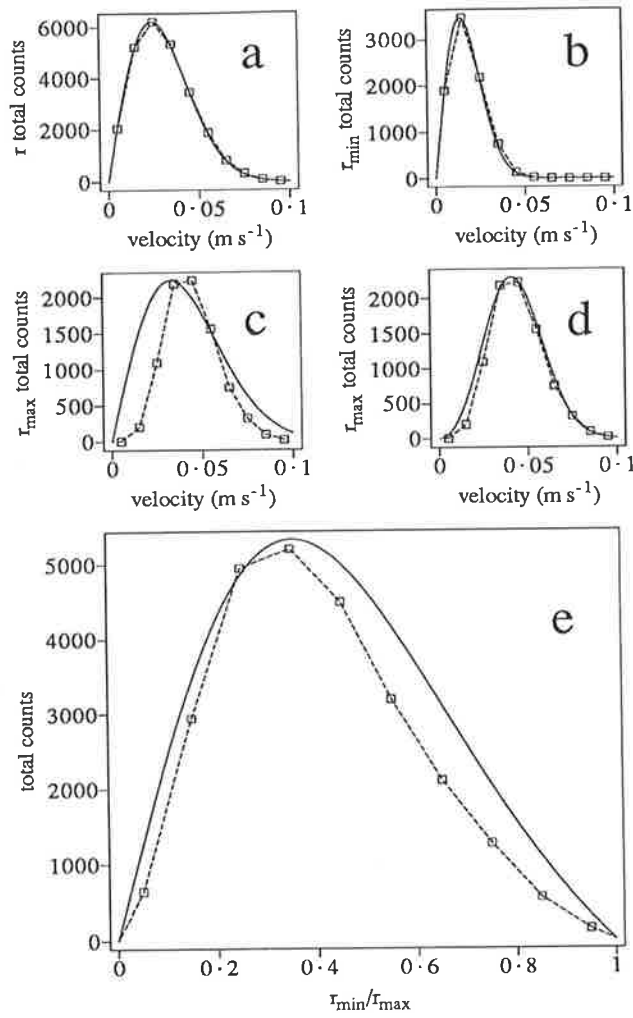 a
r total counts
6000
4000
2000
0
0
0·05
0·1
velocity (m s⁻¹)
b
r_min total counts
3000
2000
1000
0
0
0·05
0·1
velocity (m s⁻¹)
c
r_max total counts
2000
1500
1000
500
0
0
0·05
0·1
velocity (m s⁻¹)
d
r_max total counts
2000
1500
1000
500
0
0
0·05
0·1
velocity (m s⁻¹)
e
total counts
5000
4000
3000
2000
1000
0
0
0·2
0·4
0·6
0·8
1
r_min/r_max